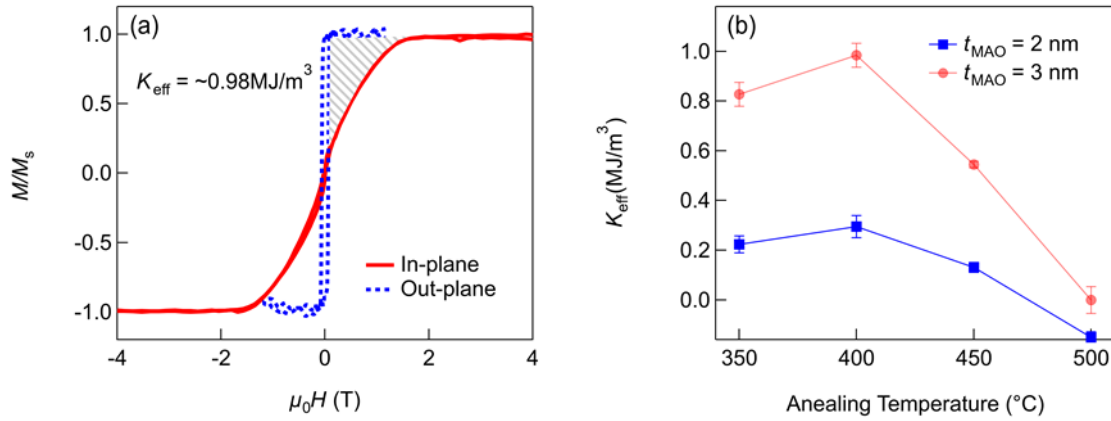 (a)
K_eff = ~0.98MJ/m³
In-plane
Out-plane
M/M_s
1.0
0.5
0.0
-0.5
-1.0
-4
-2
0
2
4
μ₀H (T)
(b)
t_MAO = 2 nm
t_MAO = 3 nm
K_eff(MJ/m³)
1.0
0.8
0.6
0.4
0.2
0.0
350
400
450
500
Anealing Temperature (°C)